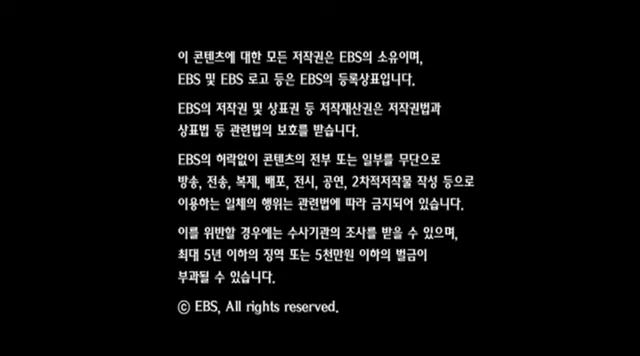 이 콘텐츠에 대한 모든 저작권은 EBS의 소유이며,
EBS 및 EBS 로고 등은 EBS의 등록상표입니다.
EBS의 저작권 및 상표권 등 저작재산권은 저작권법과
상표법 등 관련법의 보호를 받습니다.
EBS의 허락없이 콘텐츠의 전부 또는 일부를 무단으로
방송, 전송, 복제, 배포, 전시, 공연, 2차적저작물 작성 등으로
이용하는 일체의 행위는 관련법에 따라 금지되어 있습니다.
이를 위반할 경우에는 수사기관의 조사를 받을 수 있으며,
최대 5년 이하의 징역 또는 5천만원 이하의 벌금이
부과될 수 있습니다.
ⓒ EBS, All rights reserved.